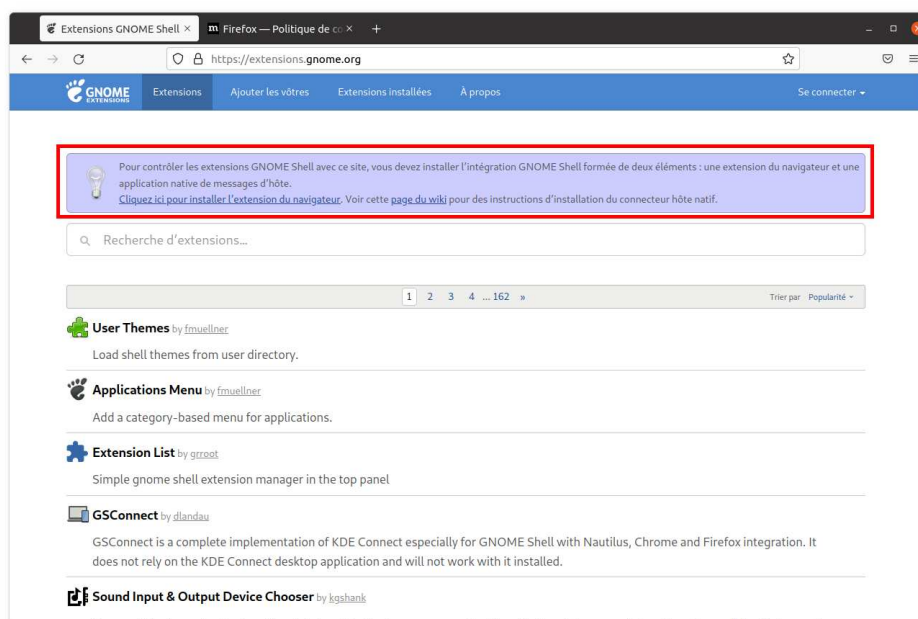 Extensions GNOME Shell
Firefox — Politique de co
https://extensions.gnome.org
GNOME
EXTENSIONS
Extensions
Ajouter les vôtres
Extensions installées
À propos
Se connecter
Pour contrôler les extensions GNOME Shell avec ce site, vous devez installer l'intégration GNOME Shell formée de deux éléments : une extension du navigateur et une
application native de messages d'hôte.
Cliquez ici pour installer l'extension du navigateur. Voir cette page du wiki pour des instructions d'installation du connecteur hôte natif.
Recherche d'extensions...
1 2 3 4 ... 162 »
Trier par Popularité
User Themes by fmuellner
Load shell themes from user directory.
Applications Menu by fmuellner
Add a category-based menu for applications.
Extension List by grroot
Simple gnome shell extension manager in the top panel
GSConnect by dlandau
GSConnect is a complete implementation of KDE Connect especially for GNOME Shell with Nautilus, Chrome and Firefox integration. It
does not rely on the KDE Connect desktop application and will not work with it installed.
Sound Input & Output Device Chooser by kgshank